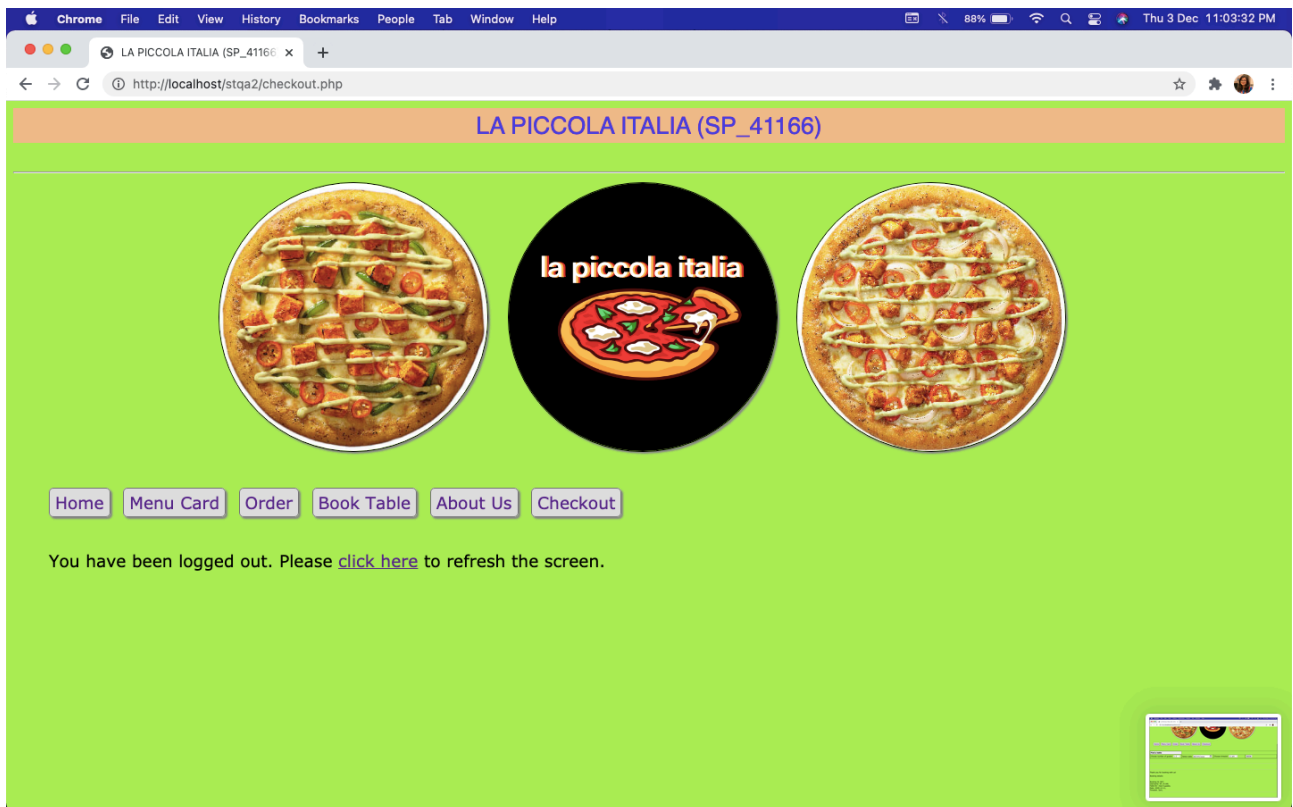 Chrome File Edit View History Bookmarks People Tab Window Help 88% Thu 3 Dec 11:03:32 PM
LA PICCOLA ITALIA (SP_41166
http://localhost/stqa2/checkout.php
LA PICCOLA ITALIA (SP_41166)
la piccola italia
Home Menu Card Order Book Table About Us Checkout
You have been logged out. Please click here to refresh the screen.